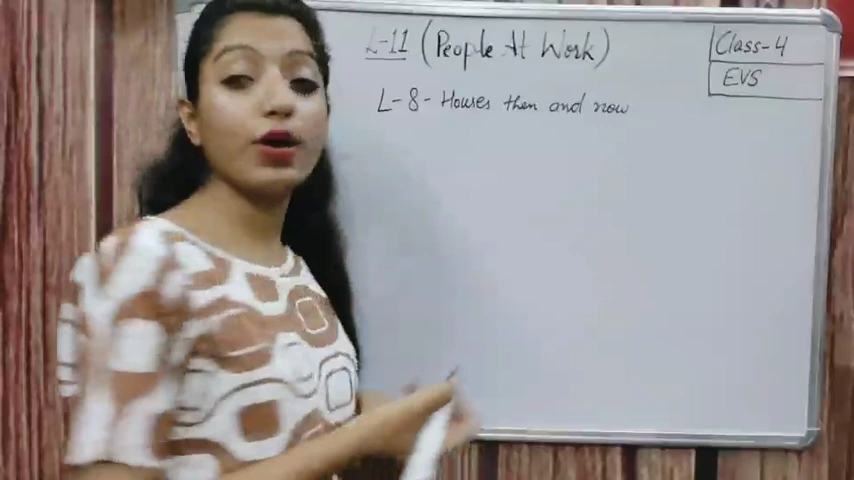 L-11 (People At Work)
Class-4
EVS
L-8- Houses then and now